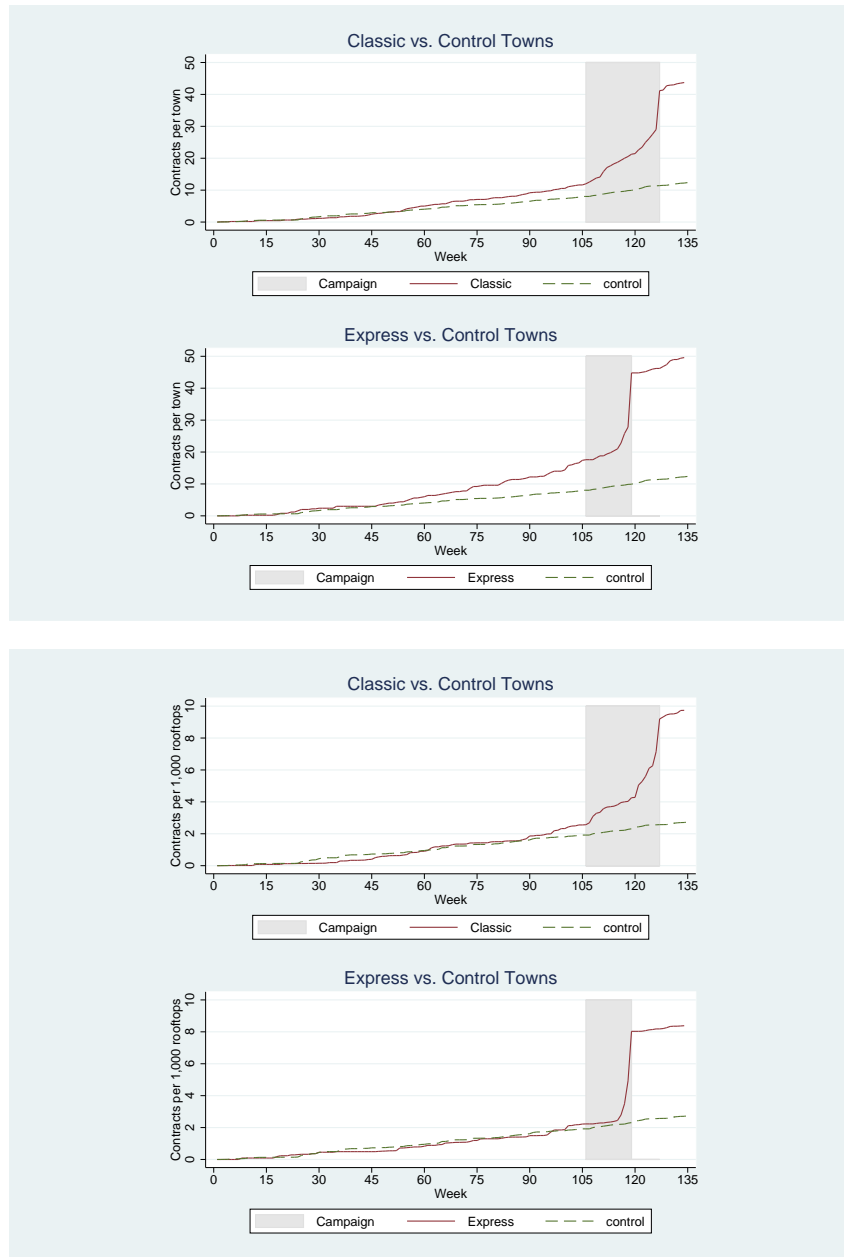 Classic vs. Control Towns
Contracts per town
50
40
30
20
10
0
0 15 30 45 60 75 90 105 120 135
Week
Campaign Classic control
Express vs. Control Towns
Contracts per town
50
40
30
20
10
0
0 15 30 45 60 75 90 105 120 135
Week
Campaign Express control
Classic vs. Control Towns
Contracts per 1,000 rooftops
10
8
6
4
2
0
0 15 30 45 60 75 90 105 120 135
Week
Campaign Classic control
Express vs. Control Towns
Contracts per 1,000 rooftops
10
8
6
4
2
0
0 15 30 45 60 75 90 105 120 135
Week
Campaign Express control